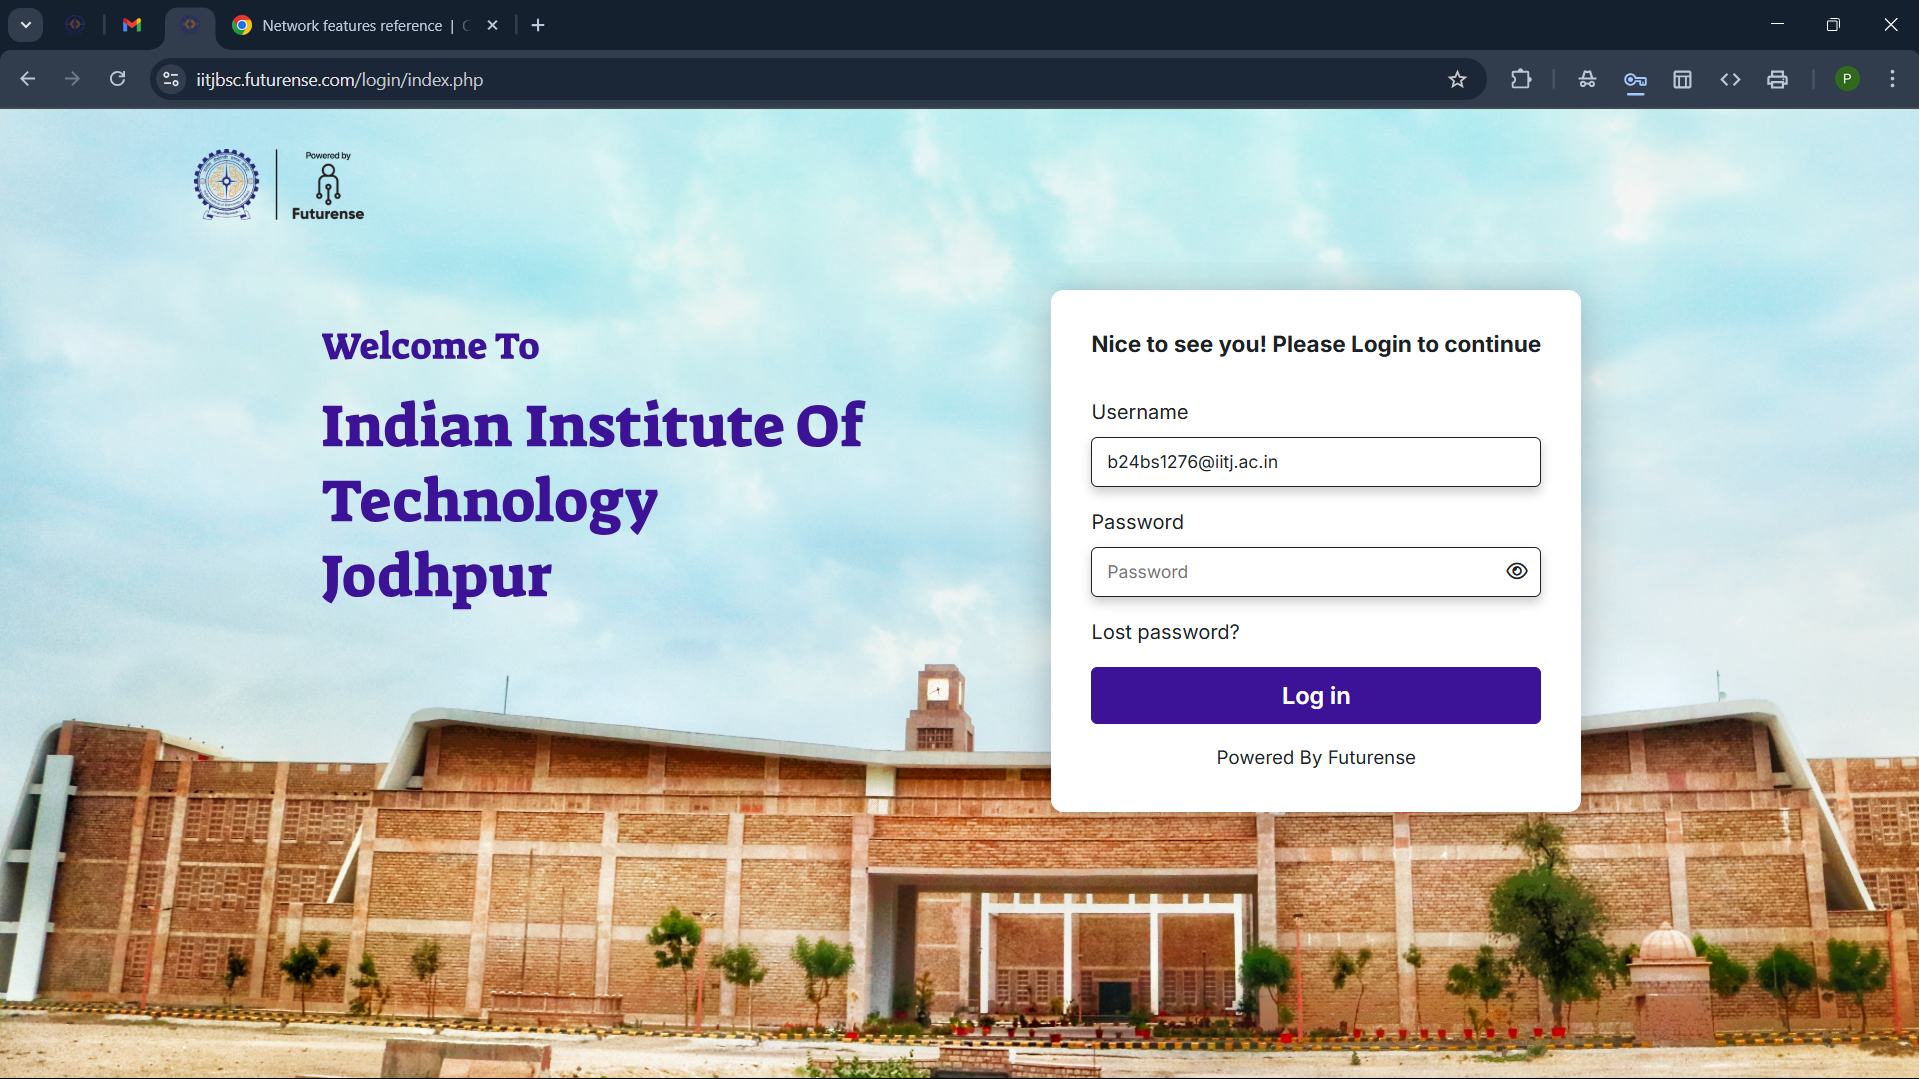 Network features reference |
iitjbsc.futurense.com/login/index.php
P
Powered by
Futurense
Welcome To
Indian Institute Of
Technology
Jodhpur
Nice to see you! Please Login to continue
Username
b24bs1276@iitj.ac.in
Password
Password
Lost password?
Log in
Powered By Futurense